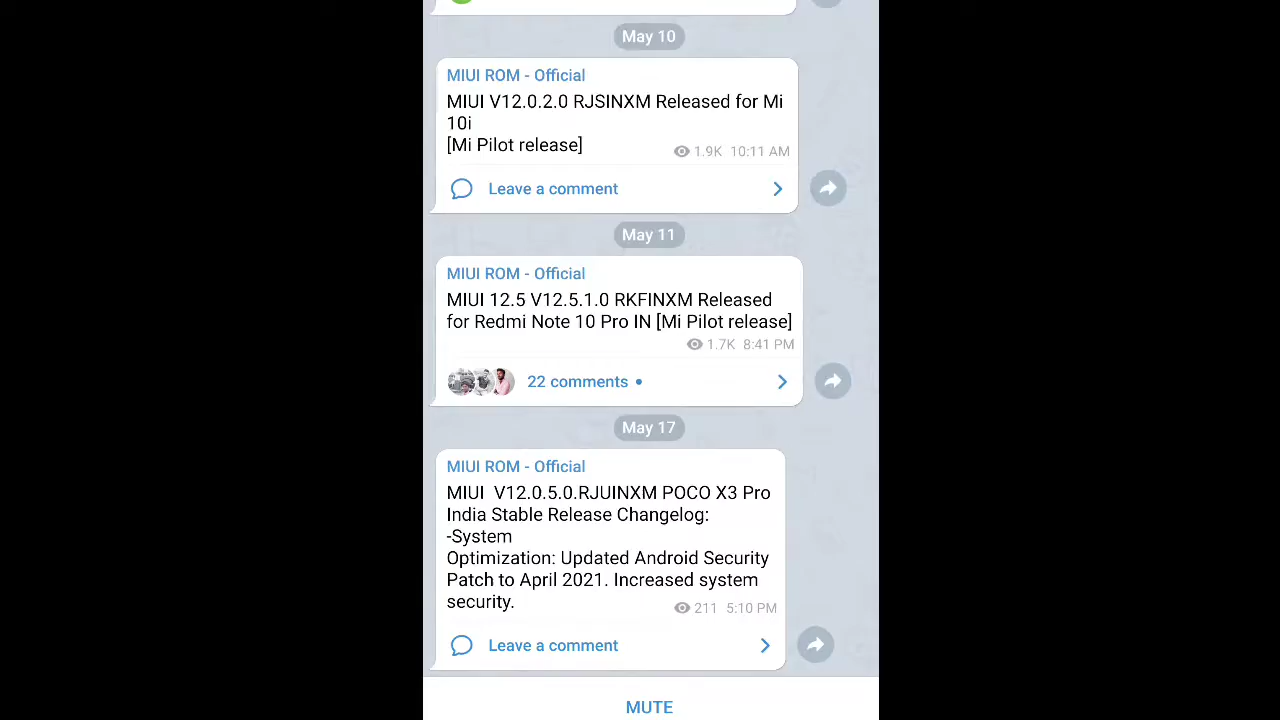 May 10
MIUI ROM - Official
MIUI V12.0.2.0 RJSINXM Released for Mi
10i
[Mi Pilot release]
1.9K 10:11 AM
Leave a comment
May 11
MIUI ROM - Official
MIUI 12.5 V12.5.1.0 RKFINXM Released
for Redmi Note 10 Pro IN [Mi Pilot release]
1.7K 8:41 PM
22 comments
May 17
MIUI ROM - Official
MIUI  V12.0.5.0.RJUINXM POCO X3 Pro
India Stable Release Changelog:
-System
Optimization: Updated Android Security
Patch to April 2021. Increased system
security.
211 5:10 PM
Leave a comment
MUTE